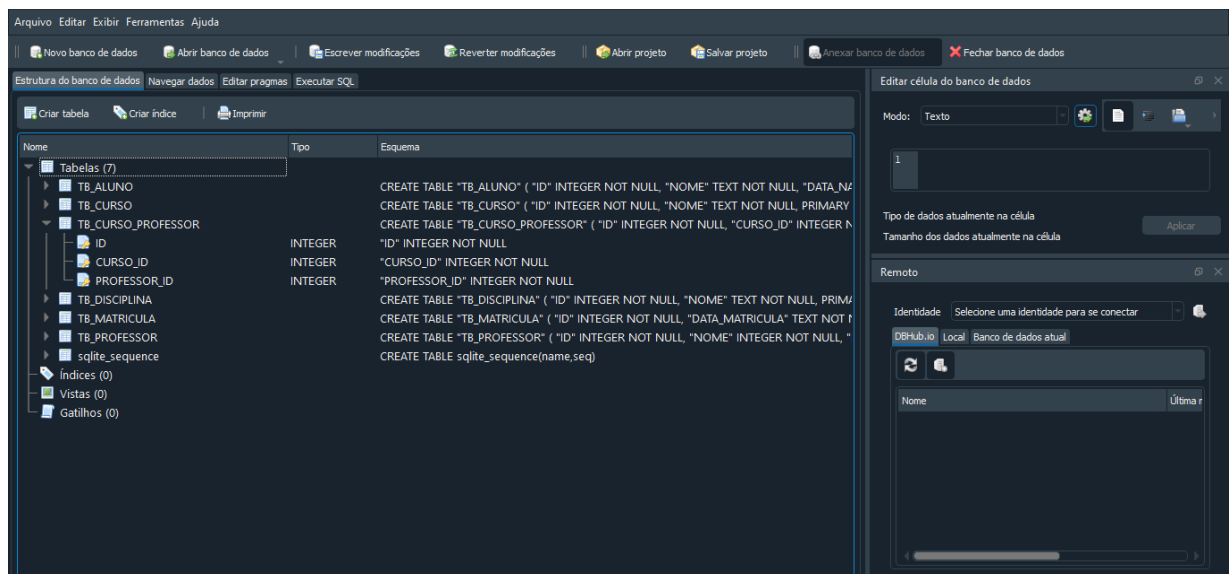 Arquivo Editar Exibir Ferramentas Ajuda
Novo banco de dados Abrir banco de dados Escrever modificações Reverter modificações Abrir projeto Salvar projeto Anexar banco de dados Fechar banco de dados
Estrutura do banco de dados Navegar dados Editar pragmas Executar SQL
Criar tabela Criar índice Imprimir
Nome Tipo Esquema
Tabelas (7)
TB_ALUNO CREATE TABLE "TB_ALUNO" ( "ID" INTEGER NOT NULL, "NOME" TEXT NOT NULL, "DATA_NA
TB_CURSO CREATE TABLE "TB_CURSO" ( "ID" INTEGER NOT NULL, "NOME" TEXT NOT NULL, PRIMARY
TB_CURSO_PROFESSOR CREATE TABLE "TB_CURSO_PROFESSOR" ( "ID" INTEGER NOT NULL, "CURSO_ID" INTEGER N
ID INTEGER "ID" INTEGER NOT NULL
CURSO_ID INTEGER "CURSO_ID" INTEGER NOT NULL
PROFESSOR_ID INTEGER "PROFESSOR_ID" INTEGER NOT NULL
TB_DISCIPLINA CREATE TABLE "TB_DISCIPLINA" ( "ID" INTEGER NOT NULL, "NOME" TEXT NOT NULL, PRIMA
TB_MATRICULA CREATE TABLE "TB_MATRICULA" ( "ID" INTEGER NOT NULL, "DATA_MATRICULA" TEXT NOT N
TB_PROFESSOR CREATE TABLE "TB_PROFESSOR" ( "ID" INTEGER NOT NULL, "NOME" INTEGER NOT NULL, "
sqlite_sequence CREATE TABLE sqlite_sequence(name,seq)
Índices (0)
Vistas (0)
Gatilhos (0)
Editar célula do banco de dados
Modo: Texto
1
Tipo de dados atualmente na célula
Tamanho dos dados atualmente na célula
Aplicar
Remoto
Identidade Selecione uma identidade para se conectar
DBHub.io Local Banco de dados atual
Nome Última r